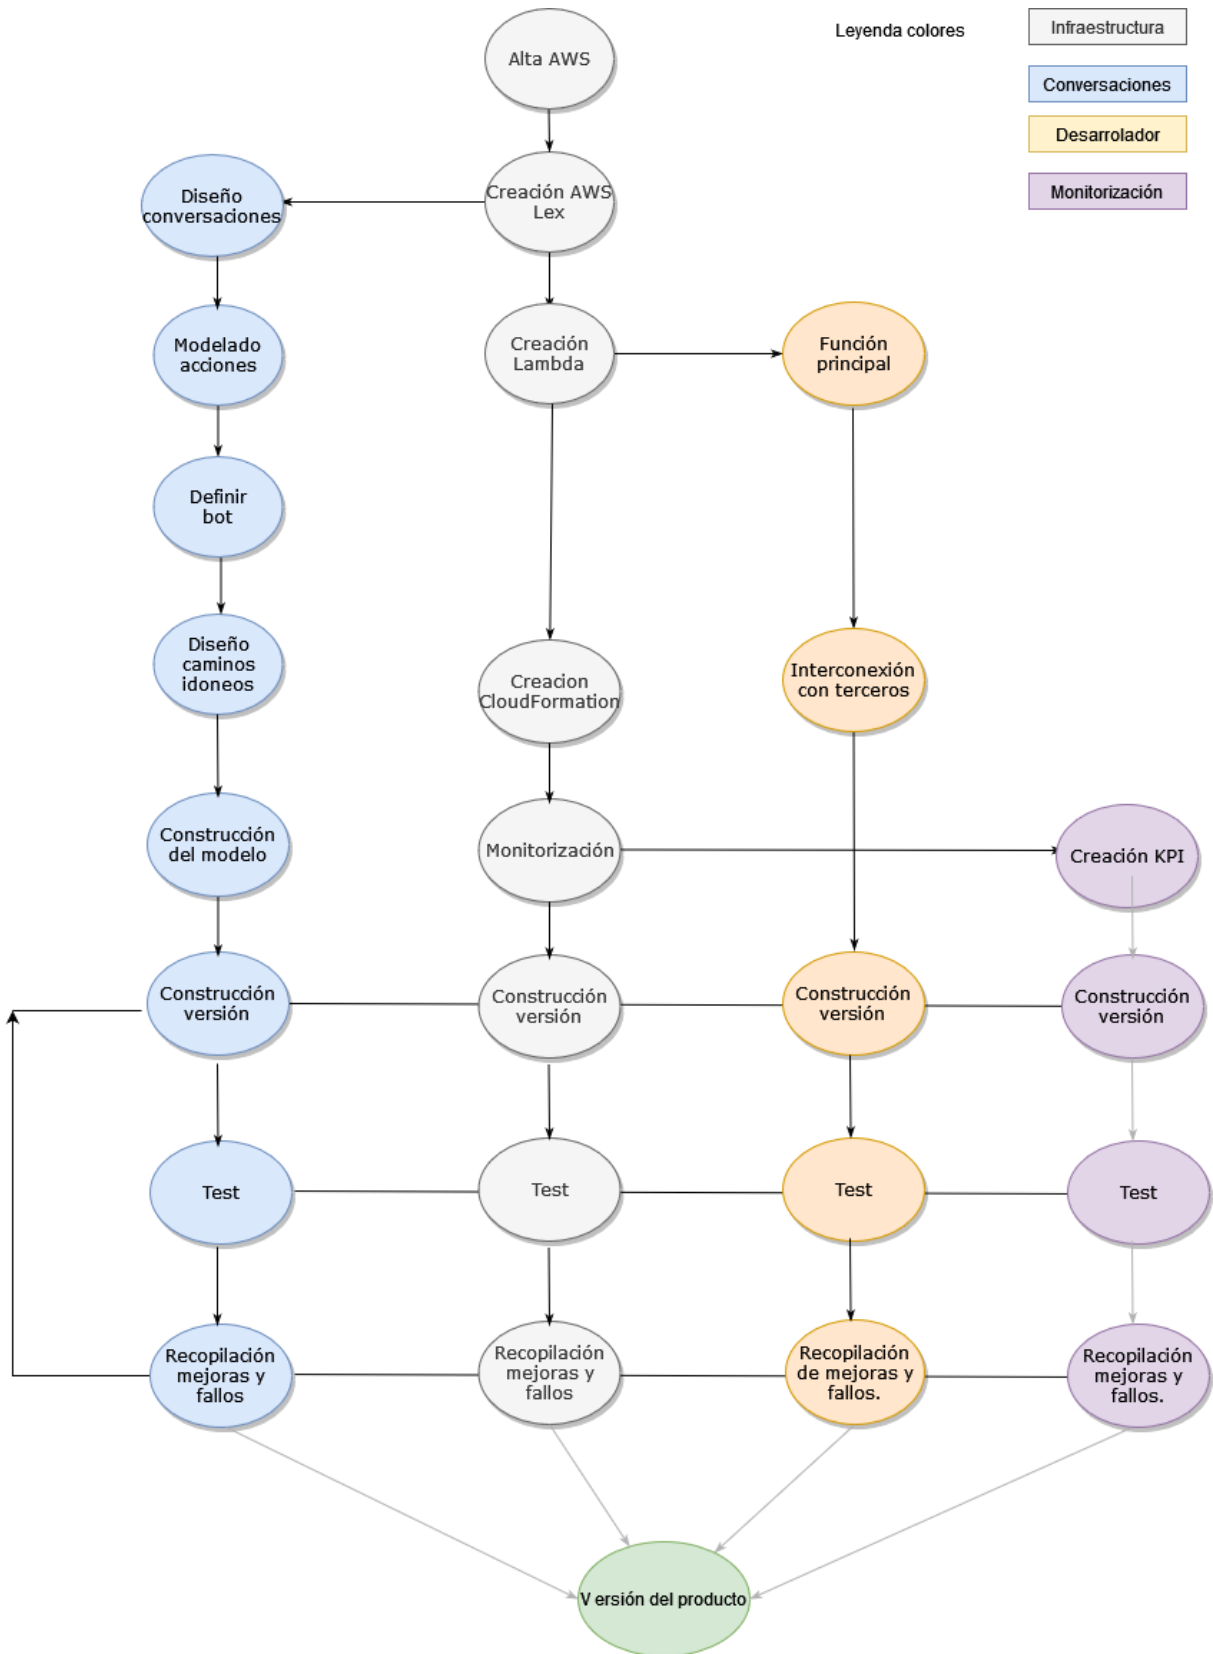 Alta AWS
Leyenda colores
Infraestructura
Conversaciones
Desarrolador
Monitorización
Diseño
conversaciones
Creación AWS
Lex
Modelado
acciones
Creación
Lambda
Función
principal
Definir
bot
Diseño
caminos
idoneos
Creacion
CloudFormation
Interconexión
con terceros
Construcción
del modelo
Monitorización
Creación KPI
Construcción
versión
Construcción
versión
Construcción
versión
Construcción
versión
Test
Test
Test
Test
Recopilación
mejoras y
fallos
Recopilación
mejoras y
fallos
Recopilación
de mejoras y
fallos.
Recopilación
mejoras y
fallos.
V ersión del producto